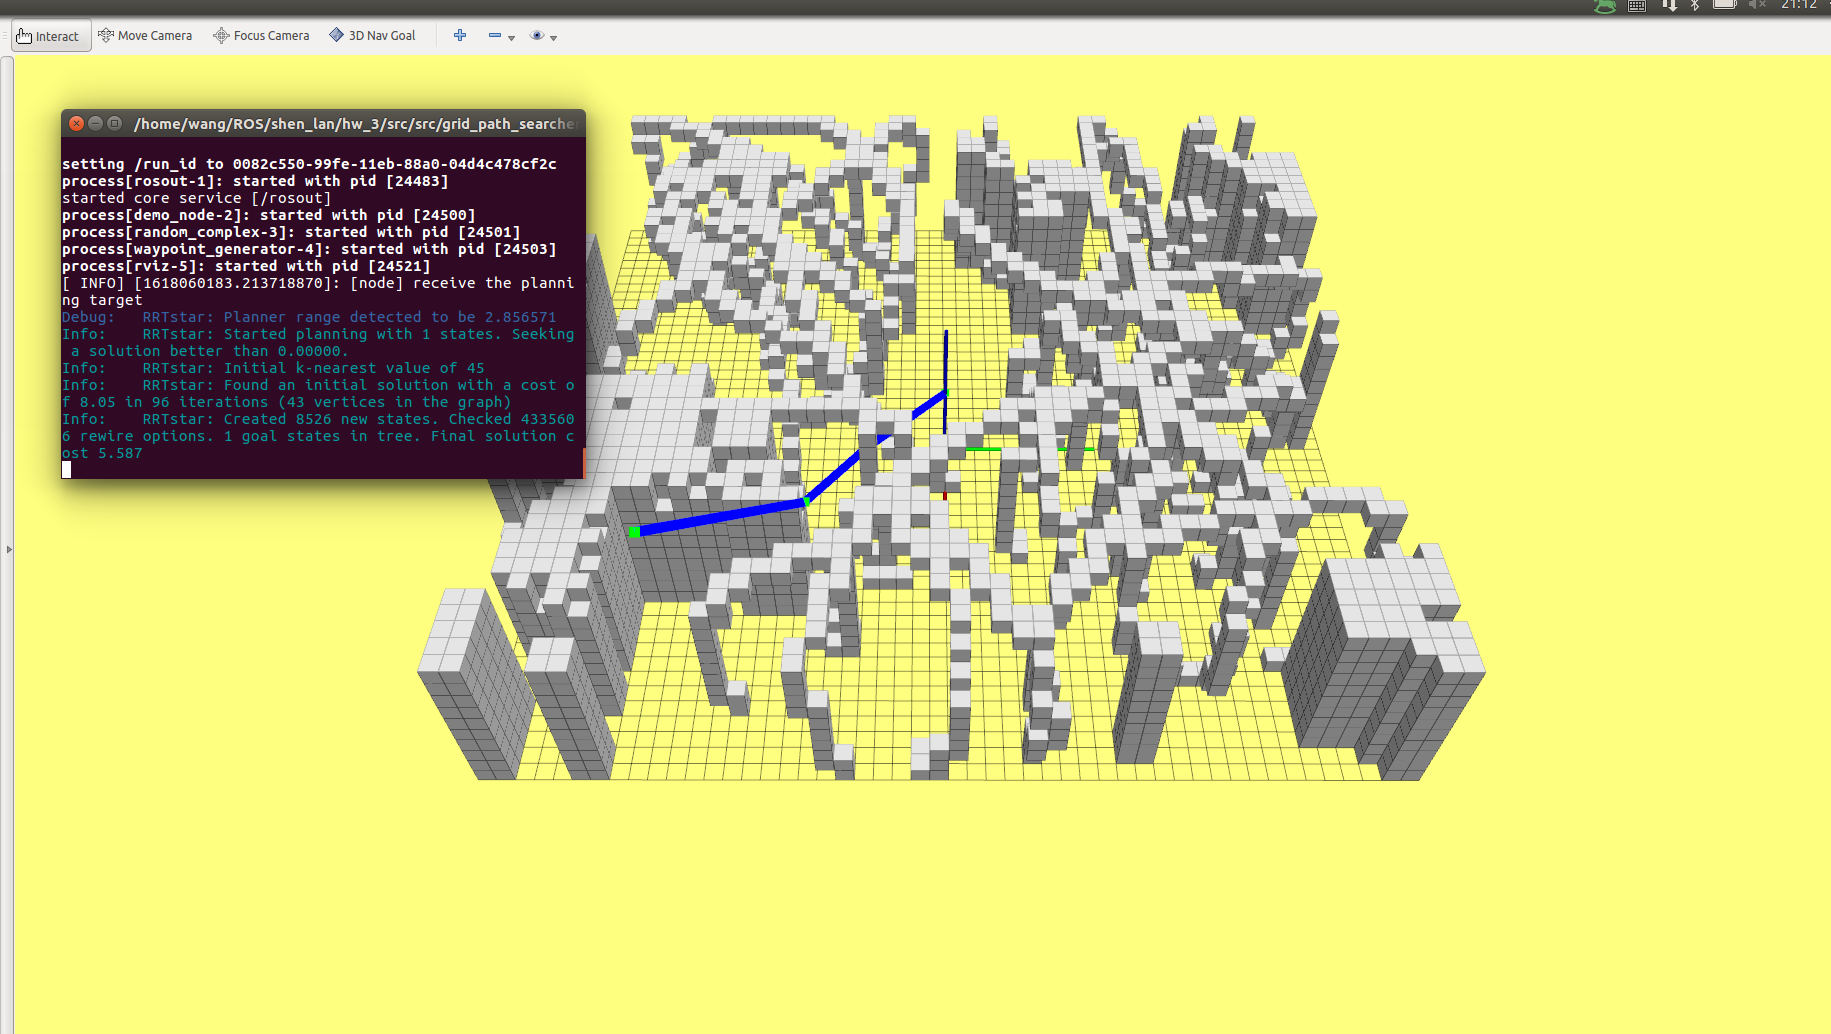 21:12
Interact Move Camera Focus Camera 3D Nav Goal
/home/wang/ROS/shen_lan/hw_3/src/src/grid_path_searche
setting /run_id to 0082c550-99fe-11eb-88a0-04d4c478cf2c
process[rosout-1]: started with pid [24483]
started core service [/rosout]
process[demo_node-2]: started with pid [24500]
process[random_complex-3]: started with pid [24501]
process[waypoint_generator-4]: started with pid [24503]
process[rviz-5]: started with pid [24521]
[ INFO] [1618060183.213718870]: [node] receive the planni
ng target
Debug:   RRTstar: Planner range detected to be 2.856571
Info:    RRTstar: Started planning with 1 states. Seeking
 a solution better than 0.00000.
Info:    RRTstar: Initial k-nearest value of 45
Info:    RRTstar: Found an initial solution with a cost o
f 8.05 in 96 iterations (43 vertices in the graph)
Info:    RRTstar: Created 8526 new states. Checked 433560
6 rewire options. 1 goal states in tree. Final solution c
ost 5.587